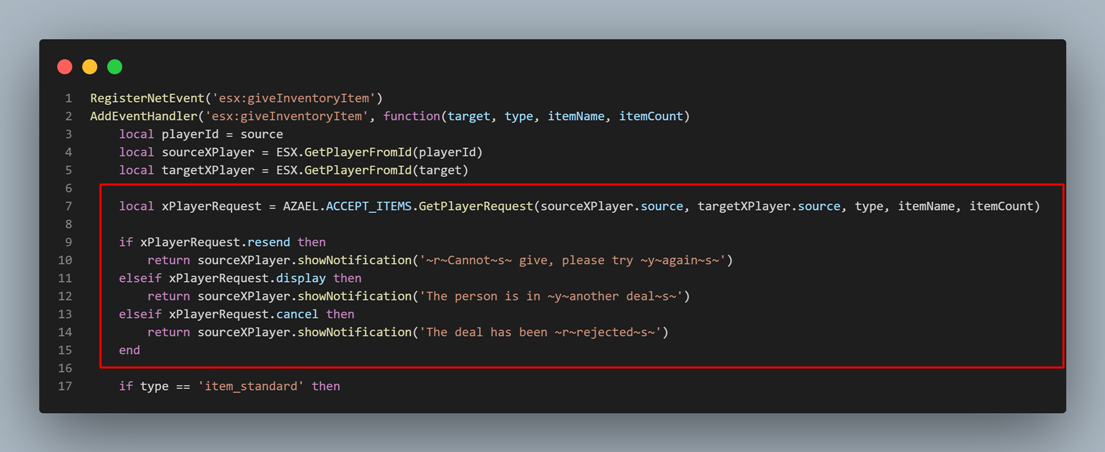 1 RegisterNetEvent('esx:giveInventoryItem')
2 AddEventHandler('esx:giveInventoryItem', function(target, type, itemName, itemCount)
3     local playerId = source
4     local sourceXPlayer = ESX.GetPlayerFromId(playerId)
5     local targetXPlayer = ESX.GetPlayerFromId(target)
6
7     local xPlayerRequest = AZAEL.ACCEPT_ITEMS.GetPlayerRequest(sourceXPlayer.source, targetXPlayer.source, type, itemName, itemCount)
8
9     if xPlayerRequest.resend then
10         return sourceXPlayer.showNotification('~r~Cannot~s~ give, please try ~y~again~s~')
11     elseif xPlayerRequest.display then
12         return sourceXPlayer.showNotification('The person is in ~y~another deal~s~')
13     elseif xPlayerRequest.cancel then
14         return sourceXPlayer.showNotification('The deal has been ~r~rejected~s~')
15     end
16
17     if type == 'item_standard' then